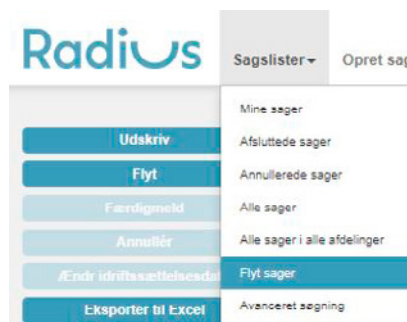 Radius
Sagslister
Opret sag
Mine sager
Afsluttede sager
Annullerede sager
Alle sager
Alle sager i alle afdelinger
Flyt sager
Avanceret søgning
Udskriv
Flyt
Færdigmeld
Annullér
Ændr idriftssættelsesdat
Eksporter til Excel